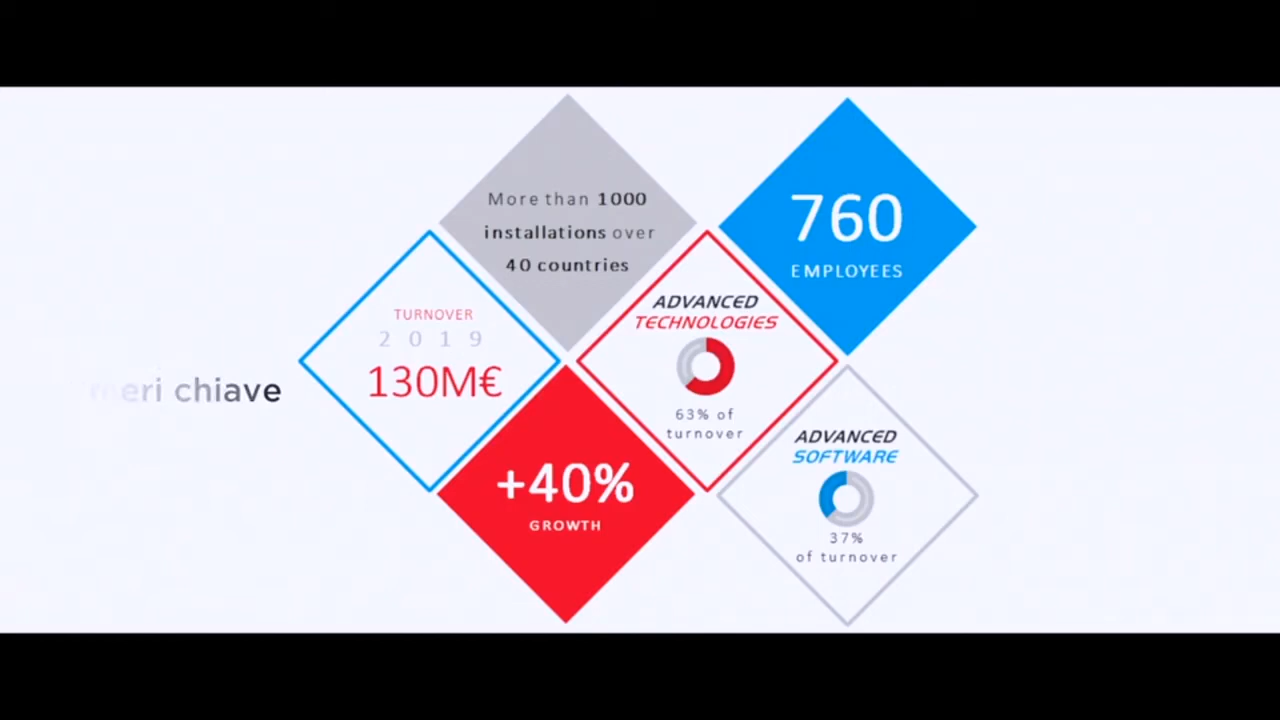 More than 1000
installations over
40 countries
760
EMPLOYEES
TURNOVER
2019
130M€
ADVANCED
TECHNOLOGIES
63% of
turnover
chiave
+40%
GROWTH
ADVANCED
SOFTWARE
37%
of turnover